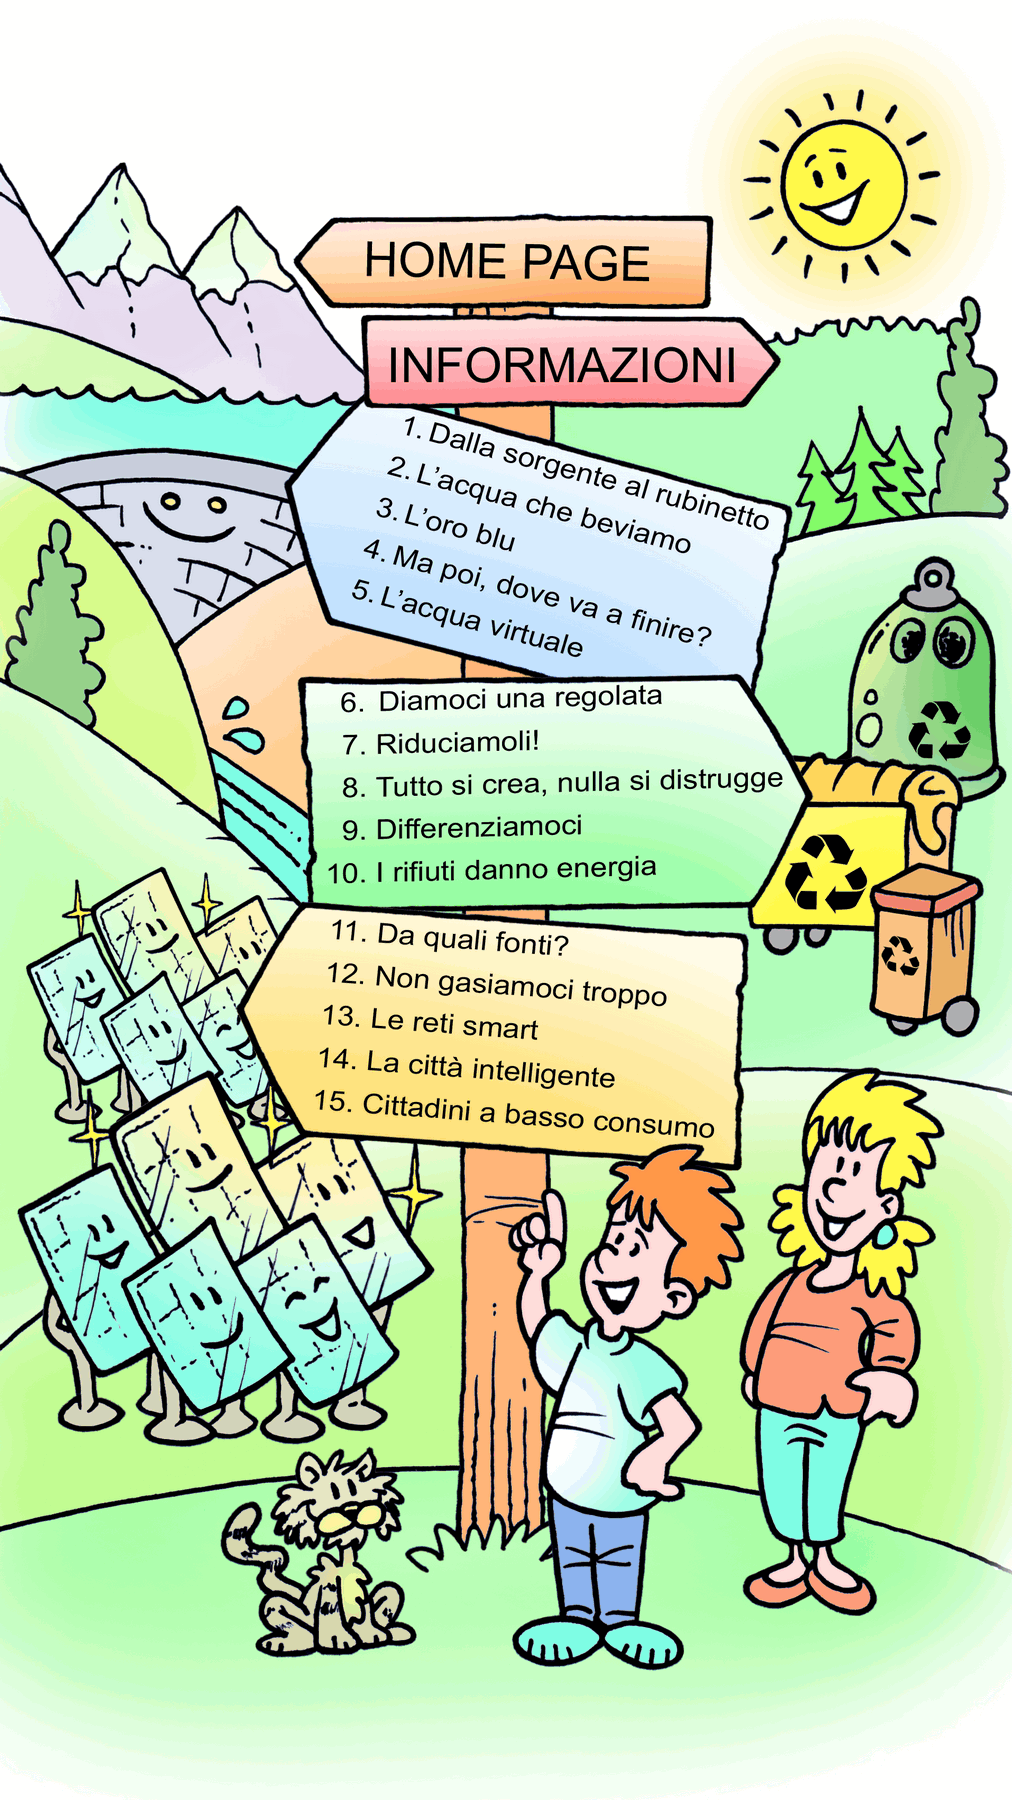 HOME PAGE
INFORMAZIONI
1. Dalla sorgente al rubinetto
2. L'acqua che beviamo
3. L'oro blu
4. Ma poi, dove va a finire?
5. L'acqua virtuale
6. Diamoci una regolata
7. Riduciamoli!
8. Tutto si crea, nulla si distrugge
9. Differenziamoci
10. I rifiuti danno energia
11. Da quali fonti?
12. Non gasiamoci troppo
13. Le reti smart
14. La città intelligente
15. Cittadini a basso consumo